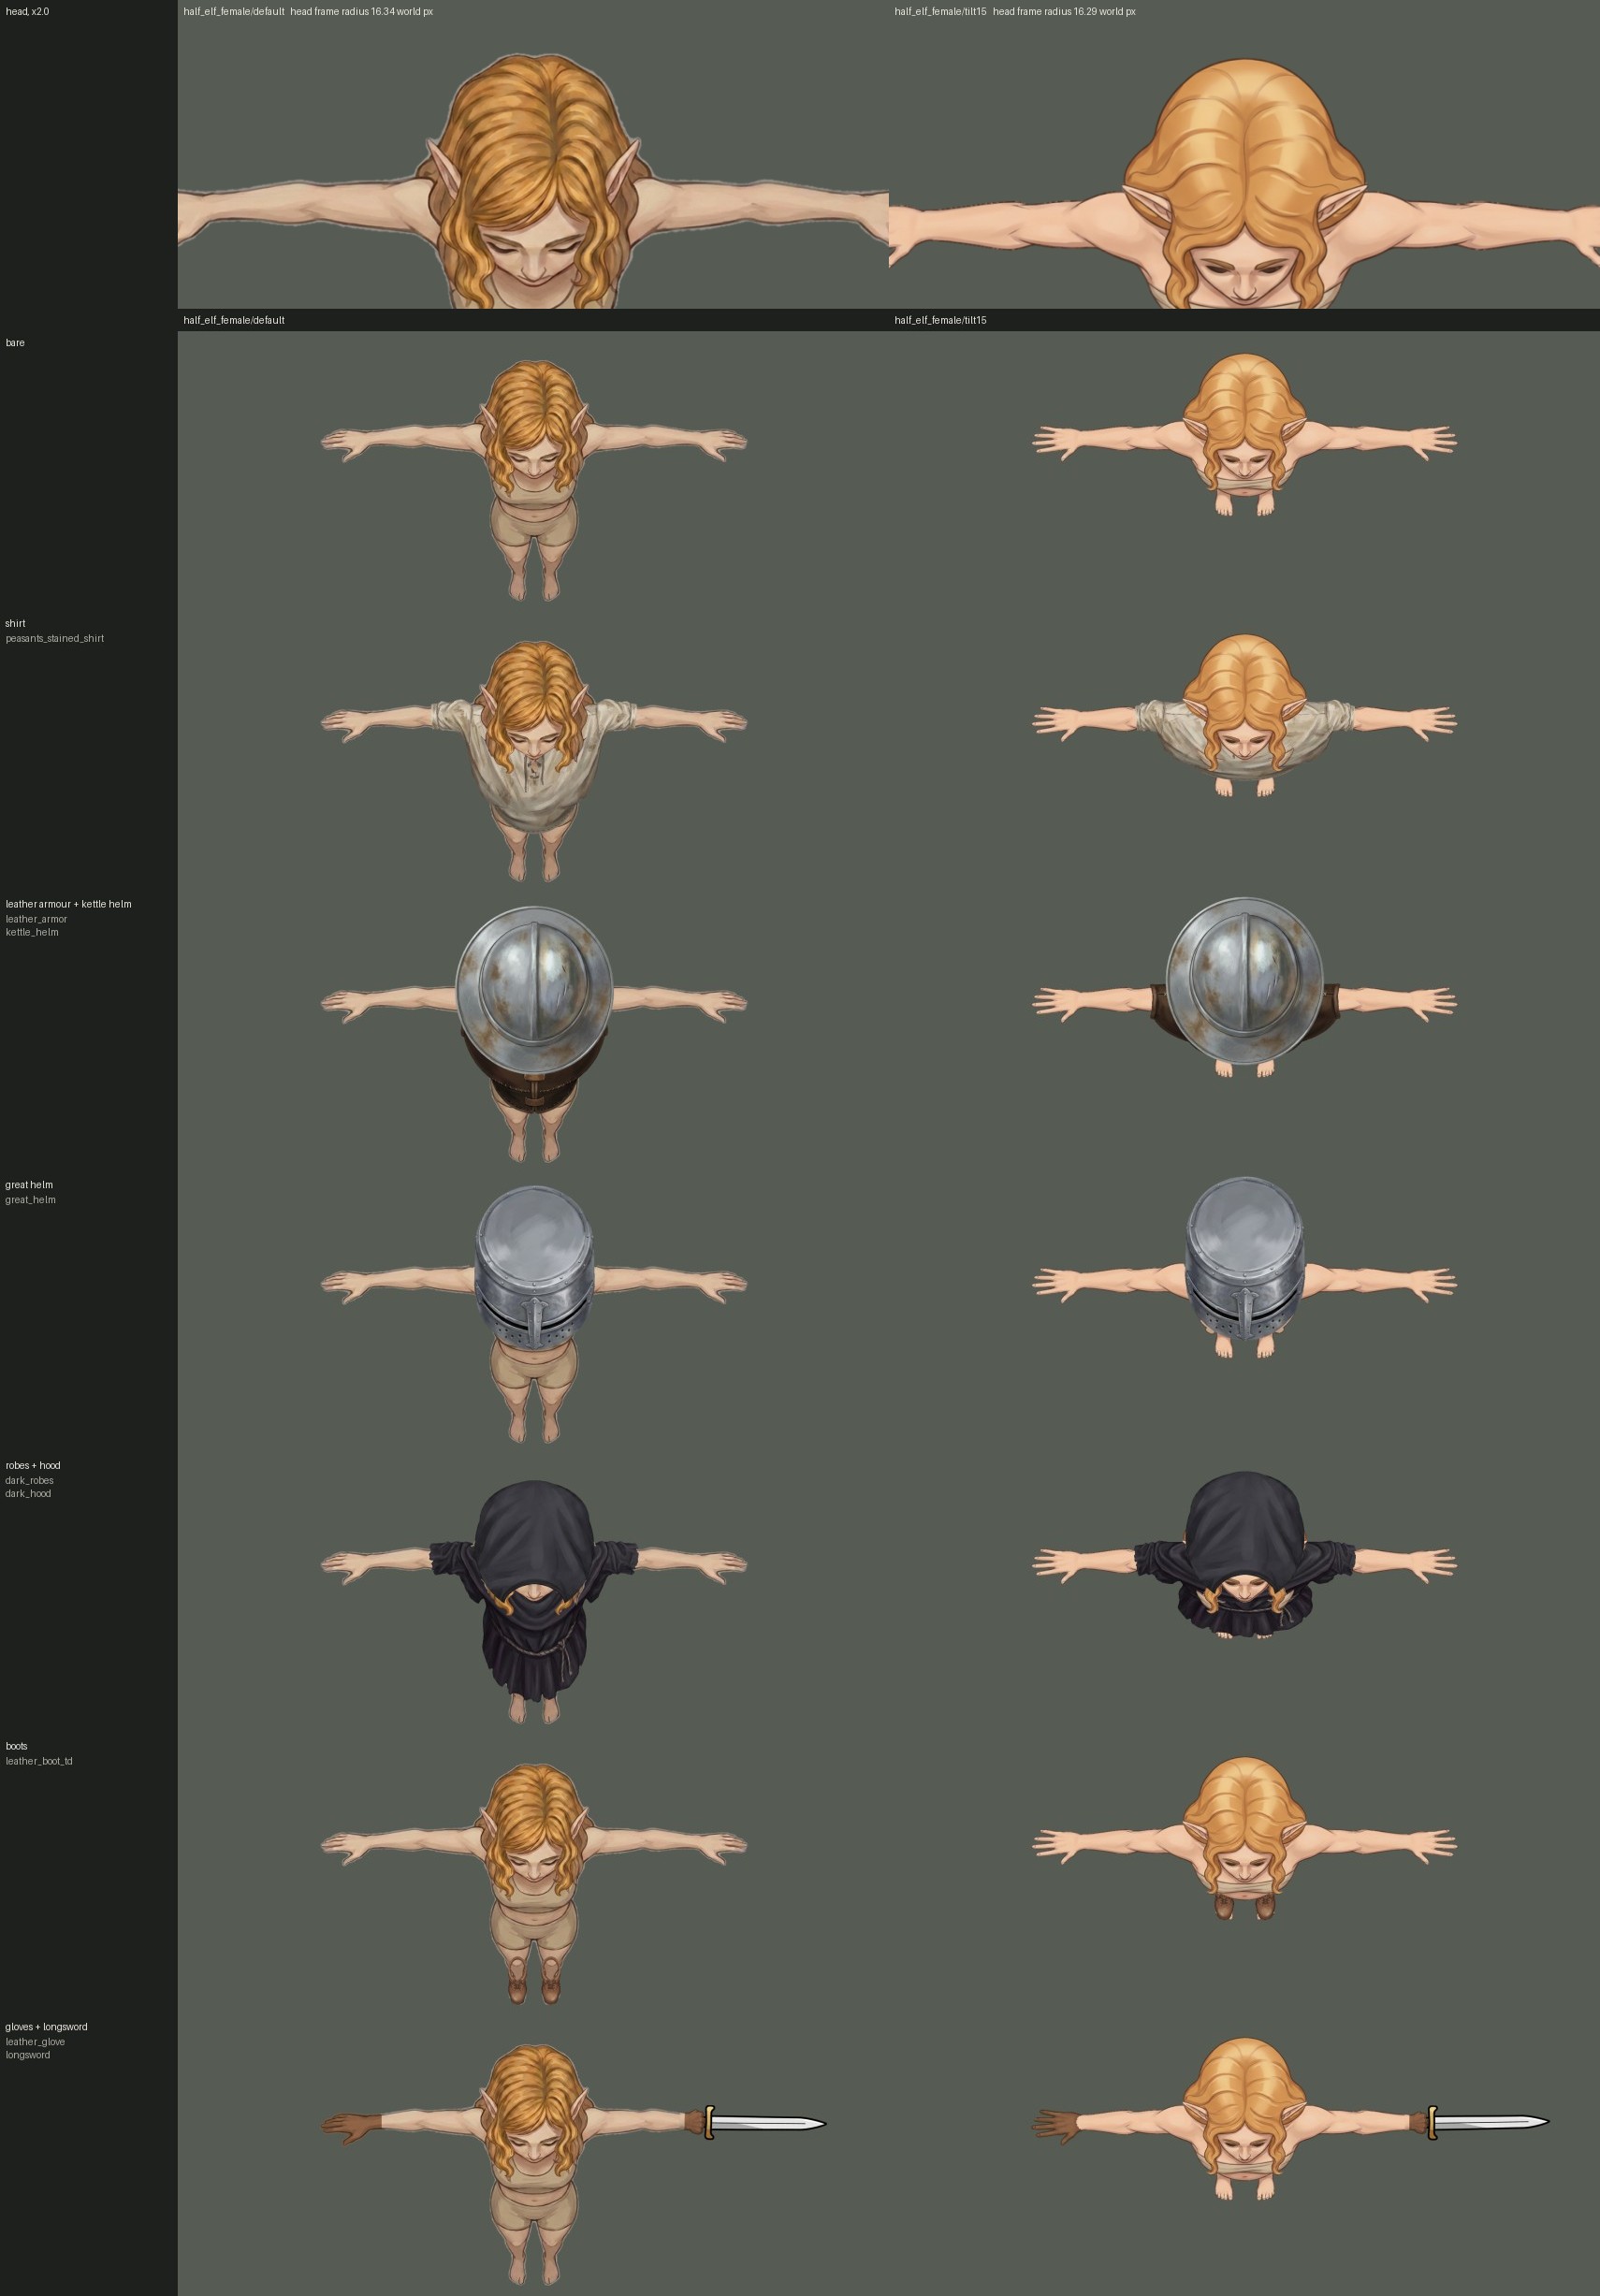 head, x2.0
half_elf_female/default head frame radius 16.34 world px
half_elf_female/tilt15 head frame radius 16.29 world px
half_elf_female/default
half_elf_female/tilt15
bare
shirt
peasants_stained_shirt
leather armour + kettle helm
leather_armor
kettle_helm
great helm
great_helm
robes + hood
dark_robes
dark_hood
boots
leather_boot_td
gloves + longsword
leather_glove
longsword